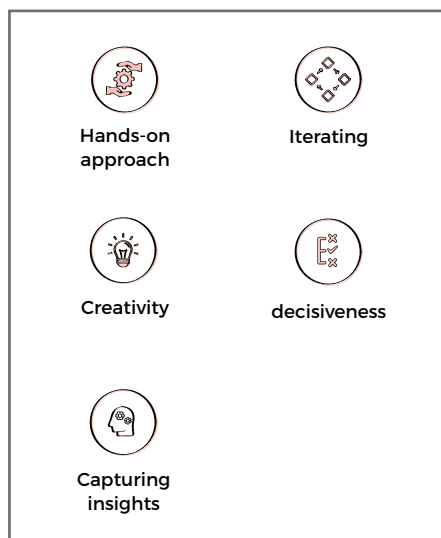 Hands-on
approach
Iterating
Creativity
decisiveness
Capturing
insights